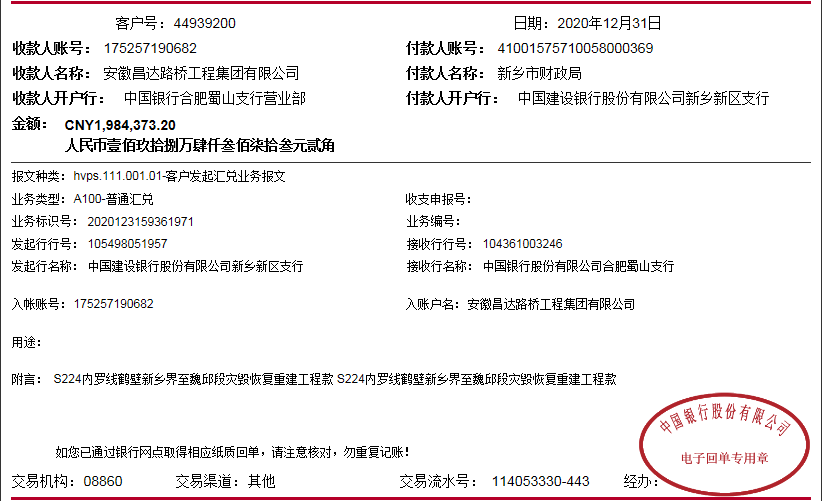 客户号：44939200 日期：2020年12月31日
收款人账号：175257190682 付款人账号：41001575710058000369
收款人名称：安徽昌达路桥工程集团有限公司 付款人名称：新乡市财政局
收款人开户行：中国银行合肥蜀山支行营业部 付款人开户行：中国建设银行股份有限公司新乡新区支行
金额：CNY1,984,373.20
人民币壹佰玖拾捌万肆仟叁佰柒拾叁元贰角
报文种类：hvps.111.001.01-客户发起汇兑业务报文
业务类型：A100-普通汇兑 收支申报号：
业务标识号：2020123159361971 业务编号：
发起行行号：105498051957 接收行行号：104361003246
发起行名称：中国建设银行股份有限公司新乡新区支行 接收行名称：中国银行股份有限公司合肥蜀山支行
入帐账号：175257190682 入账户名：安徽昌达路桥工程集团有限公司
用途：
附言：S224内罗线鹤壁新乡界至魏邱段灾毁恢复重建工程款 S224内罗线鹤壁新乡界至魏邱段灾毁恢复重建工程款
中国银行股份有限公司
电子回单专用章
如您已通过银行网点取得相应纸质回单，请注意核对，勿重复记账！
交易机构：08860 交易渠道：其他 交易流水号：114053330-443 经办：